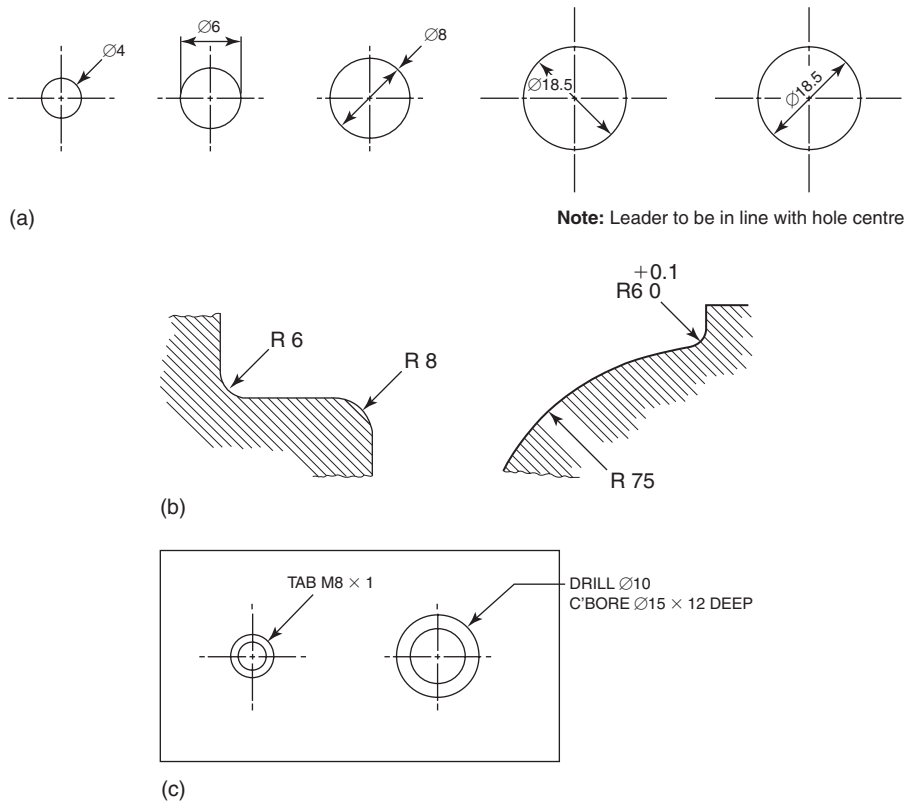 ∅4
∅6
∅8
∅18.5
∅18.5
(a)
Note: Leader to be in line with hole centre
R 6
R 8
+0.1
R6 0
R 75
(b)
TAB M8 × 1
DRILL ∅10
C'BORE ∅15 × 12 DEEP
(c)